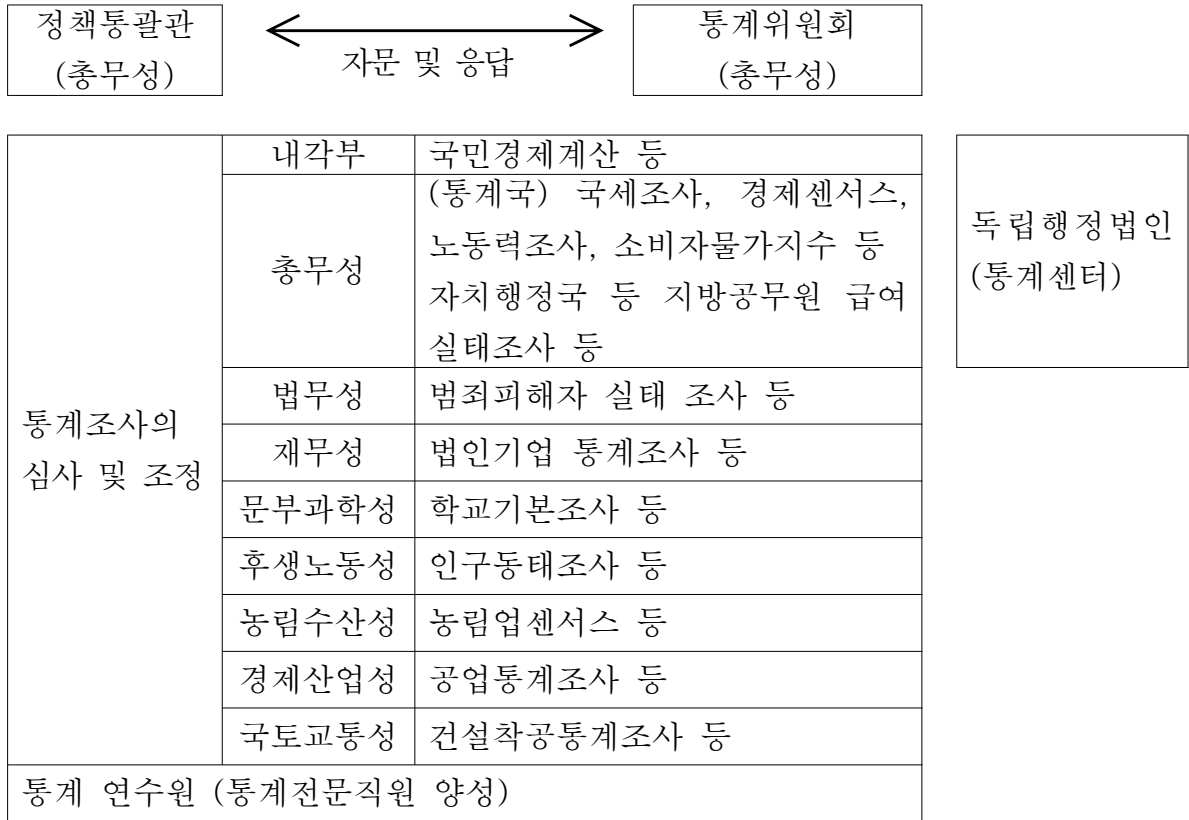 정책통괄관
(총무성)
자문 및 응답
통계위원회
(총무성)
통계조사의
심사 및 조정
내각부
국민경제계산 등
총무성
(통계국) 국세조사, 경제센서스,
노동력조사, 소비자물가지수 등
자치행정국 등 지방공무원 급여
실태조사 등
법무성
범죄피해자 실태 조사 등
재무성
법인기업 통계조사 등
문부과학성
학교기본조사 등
후생노동성
인구동태조사 등
농림수산성
농림업센서스 등
경제산업성
공업통계조사 등
국토교통성
건설착공통계조사 등
통계 연수원 (통계전문직원 양성)
독립행정법인
(통계센터)